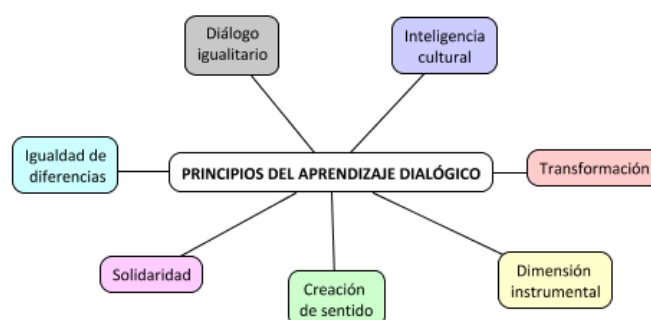 Diálogo
igualitario
Inteligencia
cultural
Igualdad de
diferencias
PRINCIPIOS DEL APRENDIZAJE DIALÓGICO
Transformación
Solidaridad
Creación
de sentido
Dimensión
instrumental